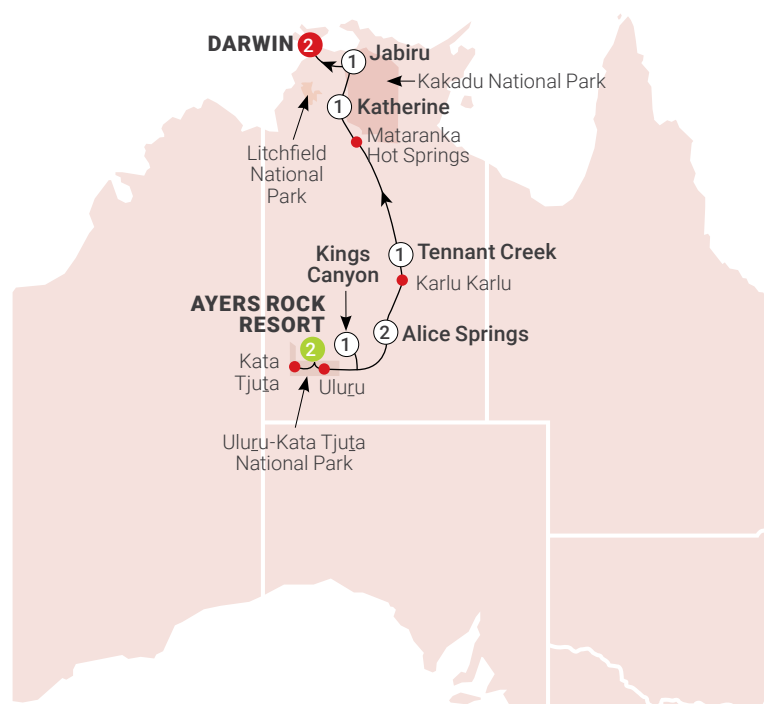 DARWIN 2
1 Jabiru
Kakadu National Park
1 Katherine
Mataranka
Hot Springs
Litchfield
National
Park
1 Tennant Creek
Karlu Karlu
Kings
Canyon
1
AYERS ROCK
RESORT
2
2 Alice Springs
Kata
Tjuṯa
Uluṟu
Uluṟu-Kata Tjuṯa
National Park